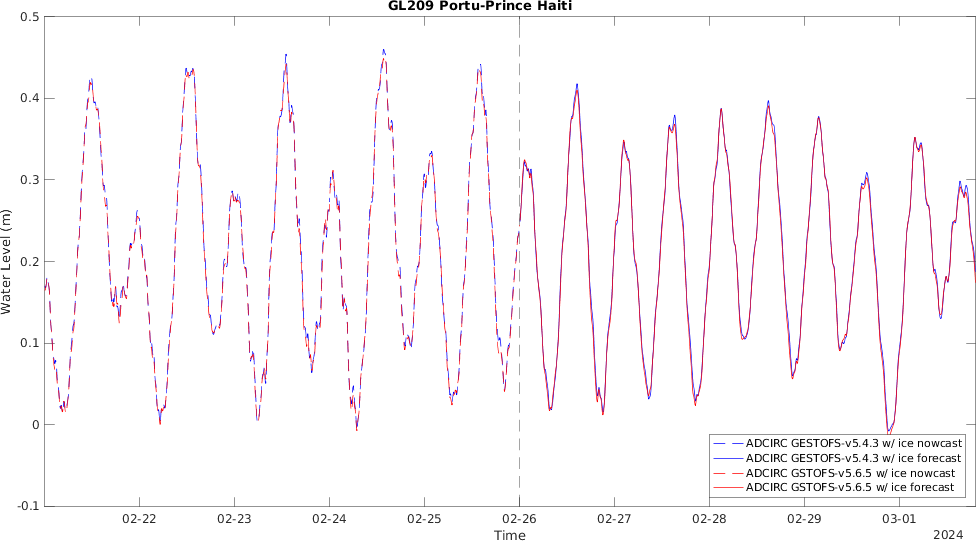 GL209 Portu-Prince Haiti
0.5
0.4
0.3
0.2
0.1
0
-0.1
Water Level (m)
ADCIRC GESTOFS-v5.4.3 w/ ice nowcast
ADCIRC GESTOFS-v5.4.3 w/ ice forecast
ADCIRC GSTOFS-v5.6.5 w/ ice nowcast
ADCIRC GSTOFS-v5.6.5 w/ ice forecast
02-22 02-23 02-24 02-25 02-26 02-27 02-28 02-29 03-01
Time
2024